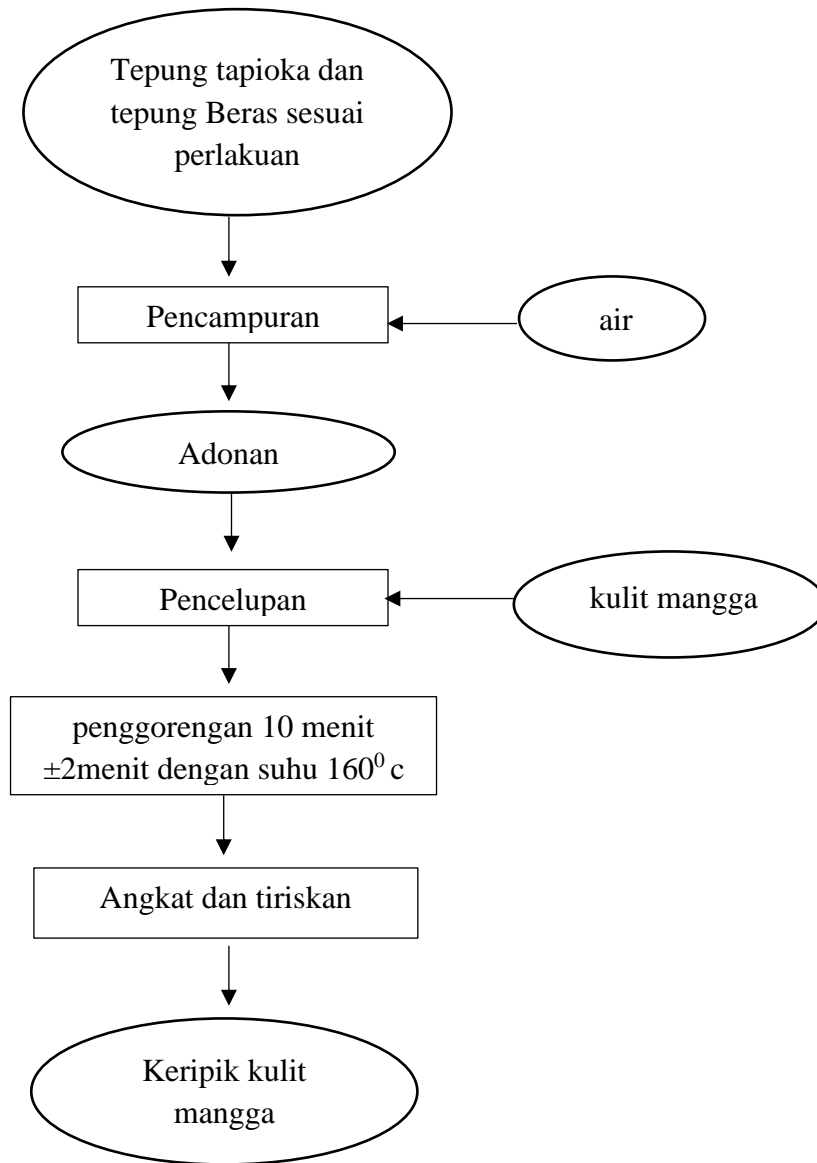 Tepung tapioka dan
tepung Beras sesuai
perlakuan
Pencampuran
air
Adonan
Pencelupan
kulit mangga
penggorengan 10 menit
±2menit dengan suhu 160⁰ c
Angkat dan tiriskan
Keripik kulit
mangga